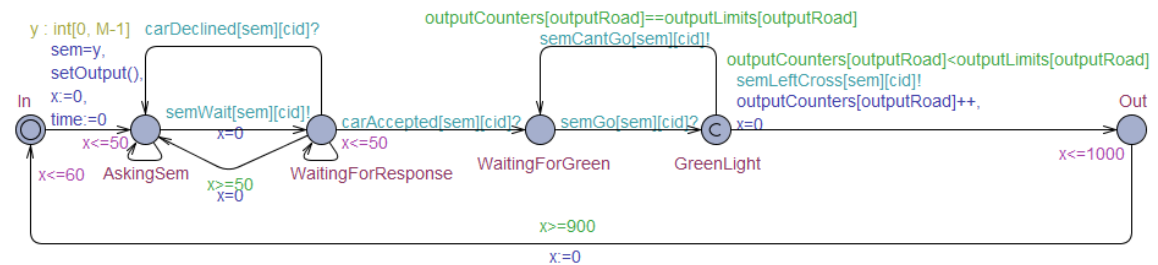 outputCounters[outputRoad]==outputLimits[outputRoad]
y : int[0, M-1]
carDeclined[sem][cid]?
sem=y,
semCantGo[sem][cid]!
outputCounters[outputRoad]<outputLimits[outputRoad]
setOutput(),
semLeftCross[sem][cid]!
In
x:=0,
outputCounters[outputRoad]++,
Out
time:=0
semWait[sem][cid]!
x=0
carAccepted[sem][cid]?
semGo[sem][cid]?
C
x=0
x<=50
x<=50
x<=1000
x<=60
AskingSem
WaitingForResponse
WaitingForGreen
GreenLight
x>=50
x=0
x>=900
x:=0